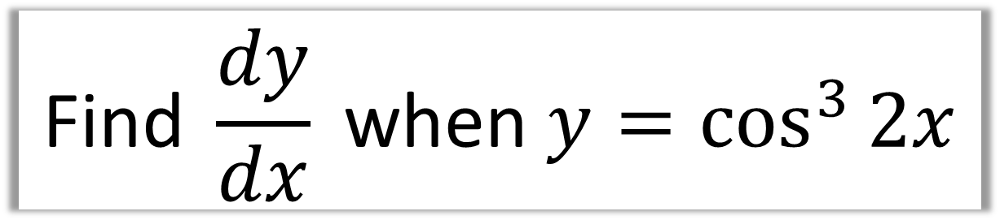 Find dy/dx when y = cos³ 2x